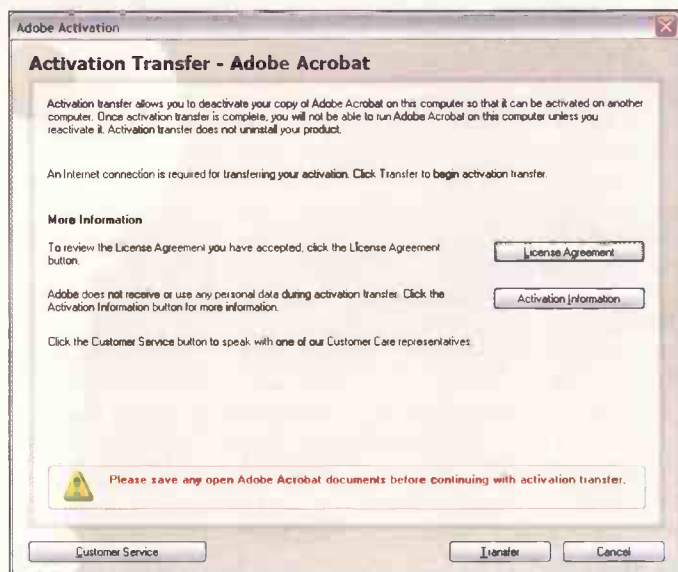 Adobe Activation
Activation Transfer - Adobe Acrobat
Activation transfer allows you to deactivate your copy of Adobe Acrobat on this computer so that it can be activated on another
computer. Once activation transfer is complete, you will not be able to run Adobe Acrobat on this computer unless you
reactivate it. Activation transfer does not uninstall your product.
An Internet connection is required for transferring your activation. Click Transfer to begin activation transfer.
More Information
To review the License Agreement you have accepted, click the License Agreement
button.
License Agreement
Adobe does not receive or use any personal data during activation transfer. Click the
Activation Information button for more information.
Activation Information
Click the Customer Service button to speak with one of our Customer Care representatives.
Please save any open Adobe Acrobat documents before continuing with activation transfer.
Customer Service
Transfer
Cancel